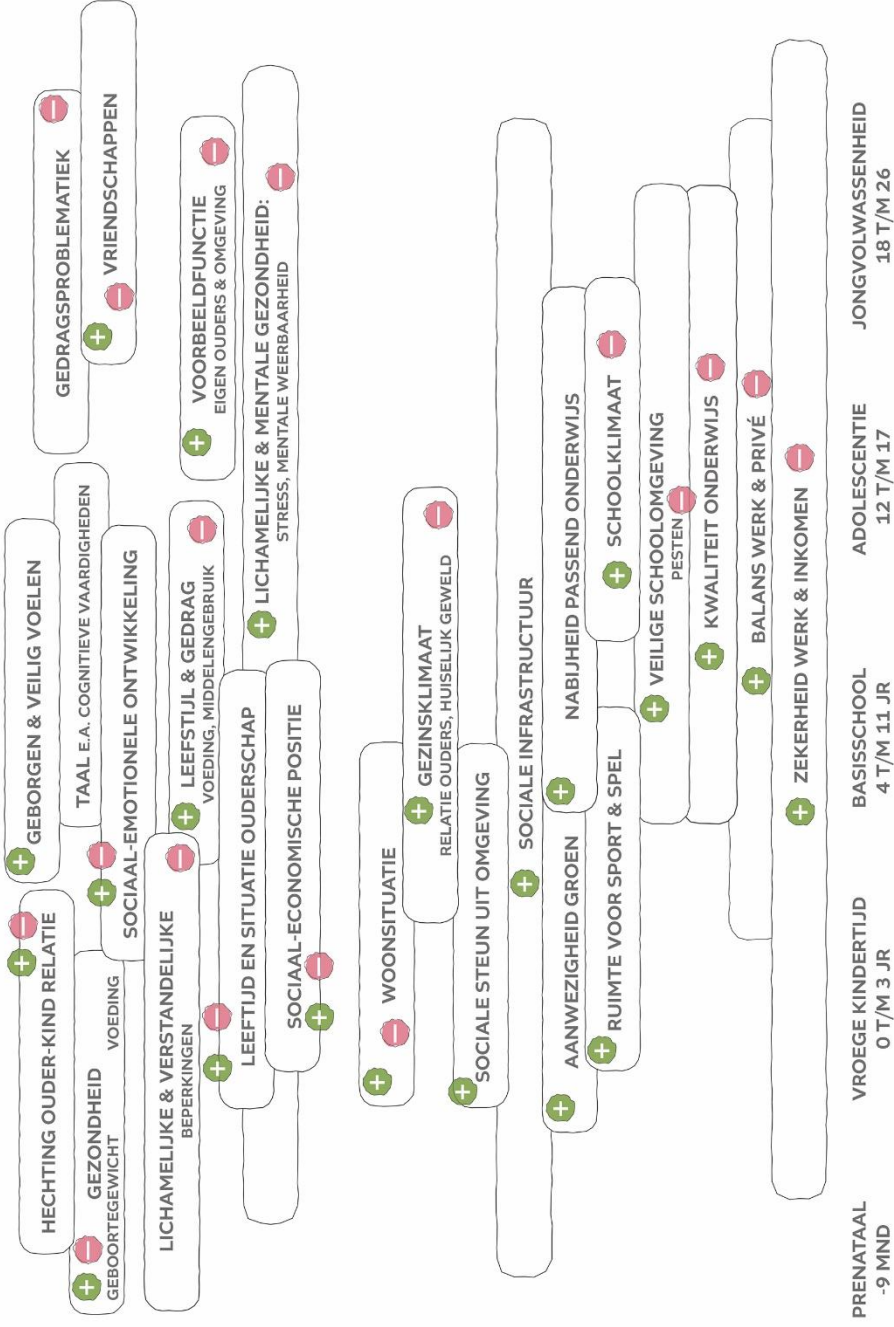 HECHTING OUDER-KIND RELATIE
GEBORGEN & VEILIG VOELEN
GEDRAGSPROBLEMATIEK
GEZONDHEID
GEBOORTEGEWICHT
VOEDING
TAAL E.A. COGNITIEVE VAARDIGHEDEN
VRIENDSCHAPPEN
SOCIAAL-EMOTIONELE ONTWIKKELING
LICHAMELIJKE & VERSTANDELIJKE
BEPERKINGEN
LEEFSTIJL & GEDRAG
VOEDING, MIDDELENGEBRUIK
VOORBEELDFUNCTIE
EIGEN OUDERS & OMGEVING
LEEFTIJD EN SITUATIE OUDERSCHAP
LICHAMELIJKE & MENTALE GEZONDHEID:
STRESS, MENTALE WEERBAARHEID
SOCIAAL-ECONOMISCHE POSITIE
WOONSITUATIE
GEZINSKLIMAAT
RELATIE OUDERS, HUISELIJK GEWELD
SOCIALE STEUN UIT OMGEVING
SOCIALE INFRASTRUCTUUR
AANWEZIGHEID GROEN
NABIJHEID PASSEND ONDERWIJS
RUIMTE VOOR SPORT & SPEL
SCHOOLKLIMAAT
VEILIGE SCHOOLOMGEVING
PESTEN
KWALITEIT ONDERWIJS
BALANS WERK & PRIVÉ
ZEKERHEID WERK & INKOMEN
PRENATAAL
-9 MND
VROEGE KINDERTIJD
0 T/M 3 JR
BASISSCHOOL
4 T/M 11 JR
ADOLESCENTIE
12 T/M 17
JONGVOLWASSENHEID
18 T/M 26